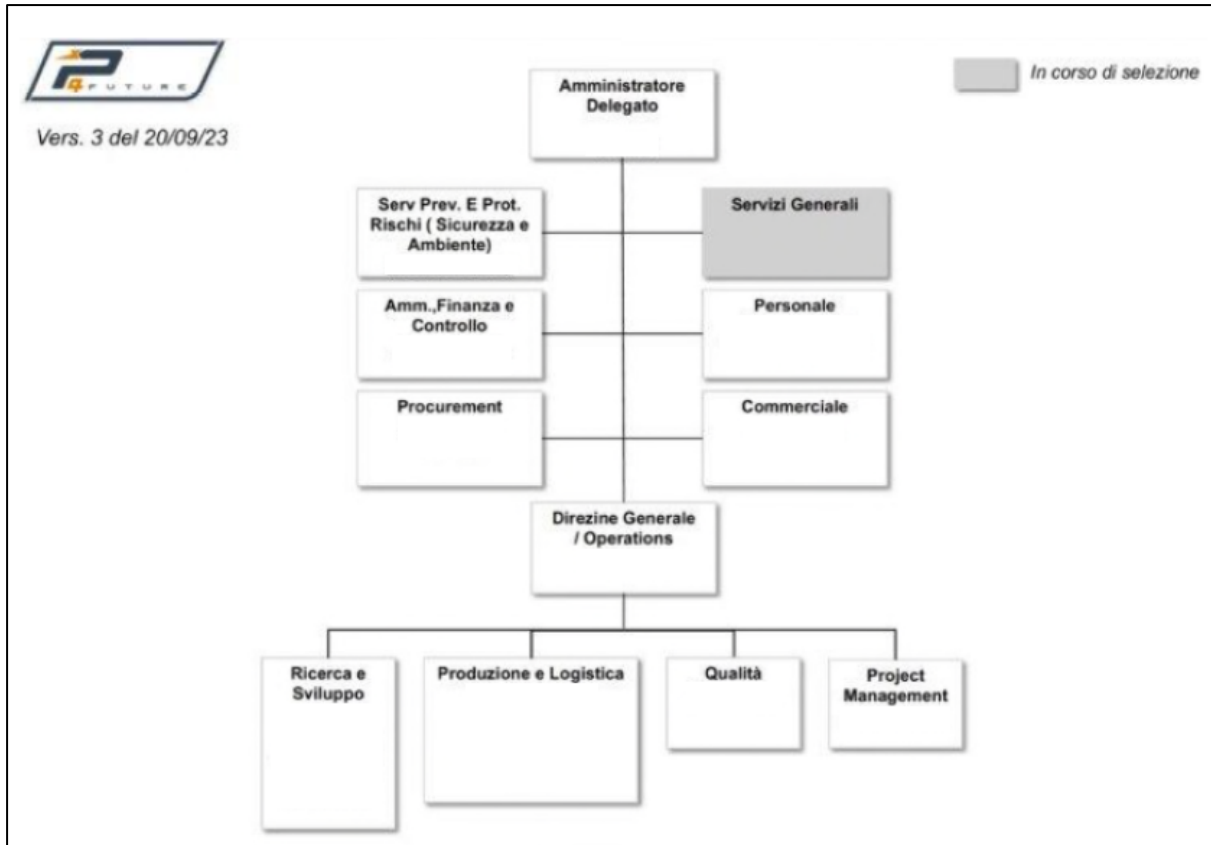 P4
FUTURE
Vers. 3 del 20/09/23
In corso di selezione
Amministratore
Delegato
Serv Prev. E Prot.
Rischi ( Sicurezza e
Ambiente)
Servizi Generali
Amm.,Finanza e
Controllo
Personale
Procurement
Commerciale
Direzine Generale
/ Operations
Ricerca e
Sviluppo
Produzione e Logistica
Qualità
Project
Management